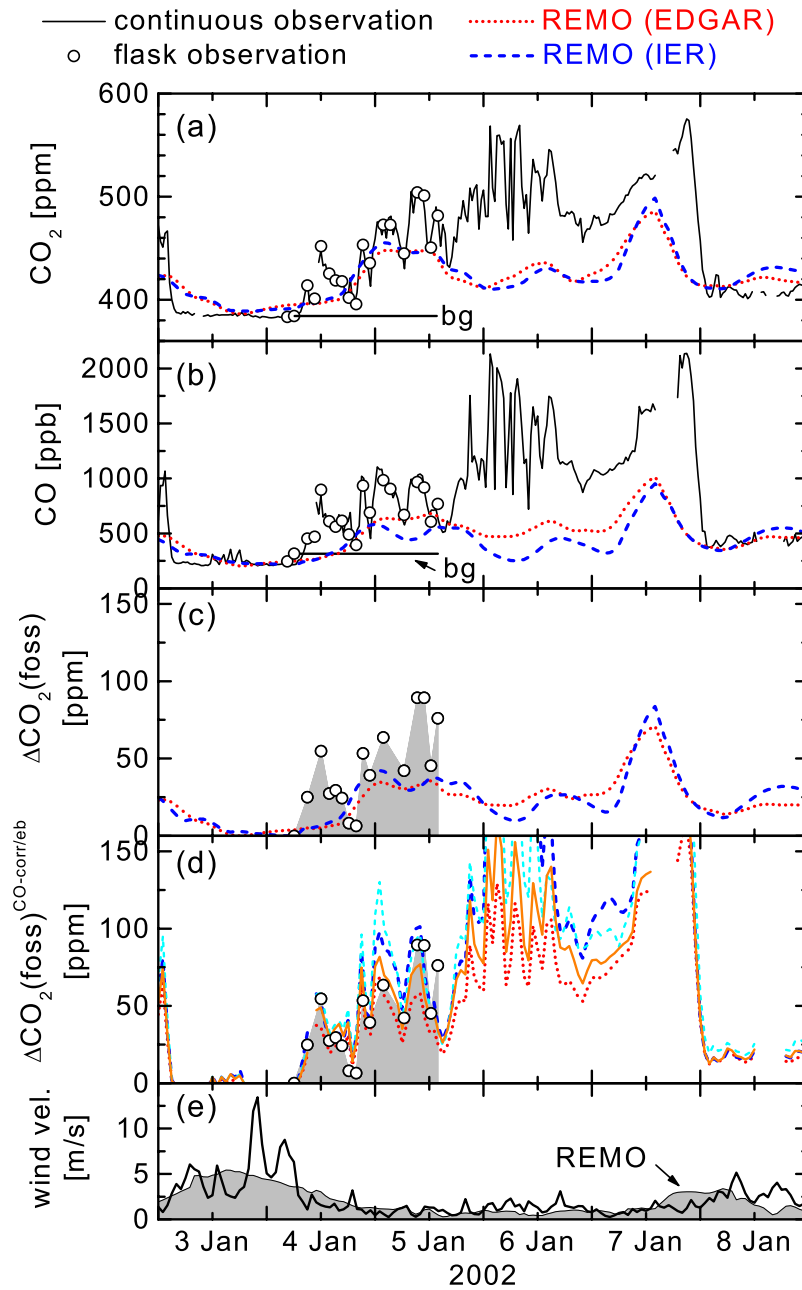 continuous observation REMO (EDGAR)
flask observation REMO (IER)
(a)
CO₂ [ppm]
600
500
400
bg
(b)
CO [ppb]
2000
1500
1000
500
0
bg
(c)
ΔCO₂(foss)
[ppm]
150
100
50
0
(d)
ΔCO₂(foss)^CO-corr/eb
[ppm]
150
100
50
0
(e)
wind vel.
[m/s]
10
5
0
REMO
3 Jan 4 Jan 5 Jan 6 Jan 7 Jan 8 Jan
2002